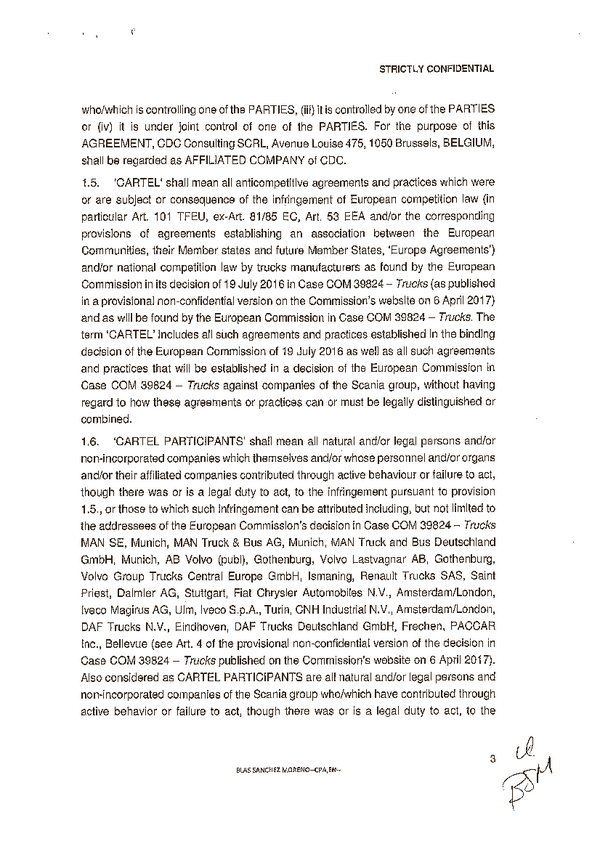 STRICTLY CONFIDENTIAL
who/which is controlling one of the PARTIES, (iii) it is controlled by one of the PARTIES
or (iv) it is under joint control of one of the PARTIES. For the purpose of this
AGREEMENT, CDC Consulting SCRL, Avenue Louise 475, 1050 Brussels, BELGIUM,
shall be regarded as AFFILIATED COMPANY of CDC.
1.5. 'CARTEL' shall mean all anticompetitive agreements and practices which were
or are subject or consequence of the infringement of European competition law (in
particular Art. 101 TFEU, ex-Art. 81/85 EC, Art. 53 EEA and/or the corresponding
provisions of agreements establishing an association between the European
Communities, their Member states and future Member States, 'Europe Agreements')
and/or national competition law by trucks manufacturers as found by the European
Commission in its decision of 19 July 2016 in Case COM 39824 – Trucks (as published
in a provisional non-confidential version on the Commission's website on 6 April 2017)
and as will be found by the European Commission in Case COM 39824 – Trucks. The
term 'CARTEL' includes all such agreements and practices established in the binding
decision of the European Commission of 19 July 2016 as well as all such agreements
and practices that will be established in a decision of the European Commission in
Case COM 39824 – Trucks against companies of the Scania group, without having
regard to how these agreements or practices can or must be legally distinguished or
combined.
1.6. 'CARTEL PARTICIPANTS' shall mean all natural and/or legal persons and/or
non-incorporated companies which themselves and/or whose personnel and/or organs
and/or their affiliated companies contributed through active behaviour or failure to act,
though there was or is a legal duty to act, to the infringement pursuant to provision
1.5., or those to which such infringement can be attributed including, but not limited to
the addressees of the European Commission's decision in Case COM 39824 – Trucks
MAN SE, Munich, MAN Truck & Bus AG, Munich, MAN Truck and Bus Deutschland
GmbH, Munich, AB Volvo (publ), Gothenburg, Volvo Lastvagnar AB, Gothenburg,
Volvo Group Trucks Central Europe GmbH, Ismaning, Renault Trucks SAS, Saint
Priest, Daimler AG, Stuttgart, Fiat Chrysler Automobiles N.V., Amsterdam/London,
Iveco Magirus AG, Ulm, Iveco S.p.A., Turin, CNH Industrial N.V., Amsterdam/London,
DAF Trucks N.V., Eindhoven, DAF Trucks Deutschland GmbH, Frechen, PACCAR
Inc., Bellevue (see Art. 4 of the provisional non-confidential version of the decision in
Case COM 39824 – Trucks published on the Commission's website on 6 April 2017).
Also considered as CARTEL PARTICIPANTS are all natural and/or legal persons and
non-incorporated companies of the Scania group who/which have contributed through
active behavior or failure to act, though there was or is a legal duty to act, to the
3
BLAS SANCHEZ MORENO--CPA,EN--
BSM